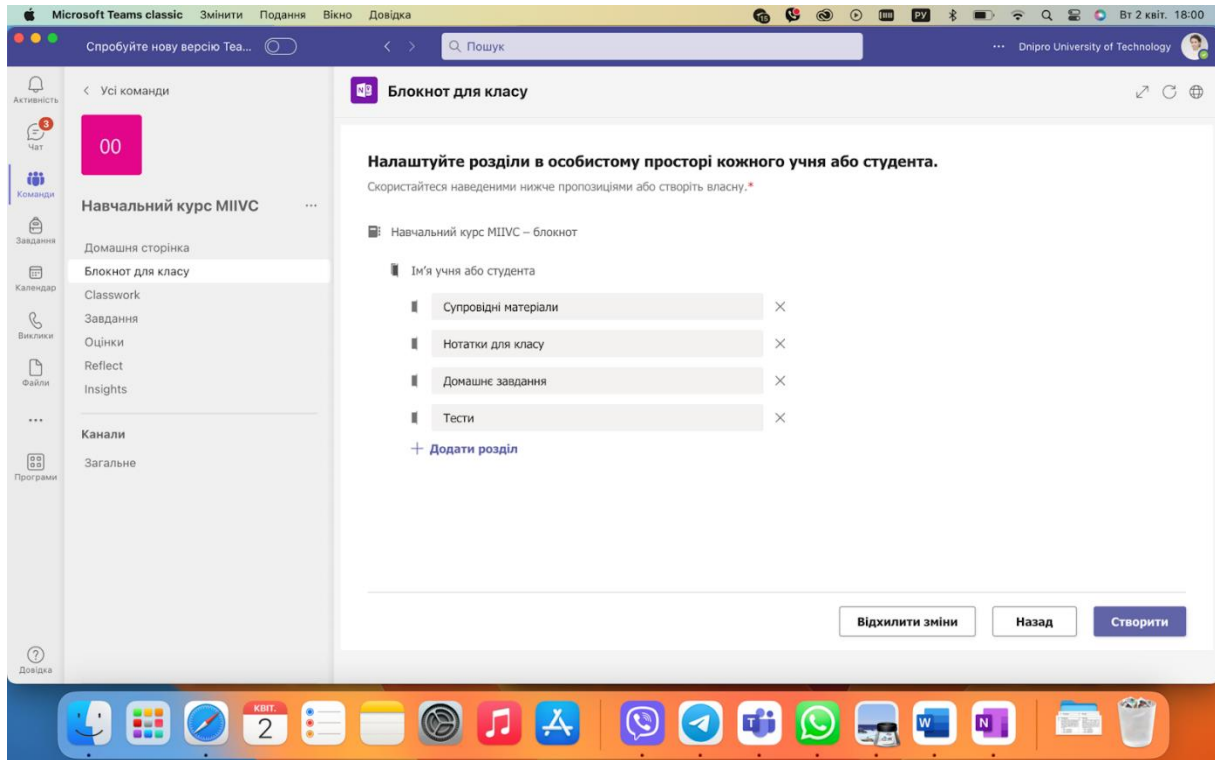 Microsoft Teams classic Змінити Подання Вікно Довідка РУ Вт 2 квіт. 18:00
Спробуйте нову версію Tea... Пошук Dnipro University of Technology
Активність
3
Чат
Команди
Завдання
Календар
Виклики
Файли
Програми
Довідка
Усі команди
00
Навчальний курс MIIVC
Домашня сторінка
Блокнот для класу
Classwork
Завдання
Оцінки
Reflect
Insights
Канали
Загальне
Блокнот для класу
Налаштуйте розділи в особистому просторі кожного учня або студента.
Скористайтеся наведеними нижче пропозиціями або створіть власну.*
Навчальний курс MIIVC – блокнот
Ім'я учня або студента
Супровідні матеріали
Нотатки для класу
Домашнє завдання
Тести
+ Додати розділ
Відхилити зміни Назад Створити
КВІТ.
2